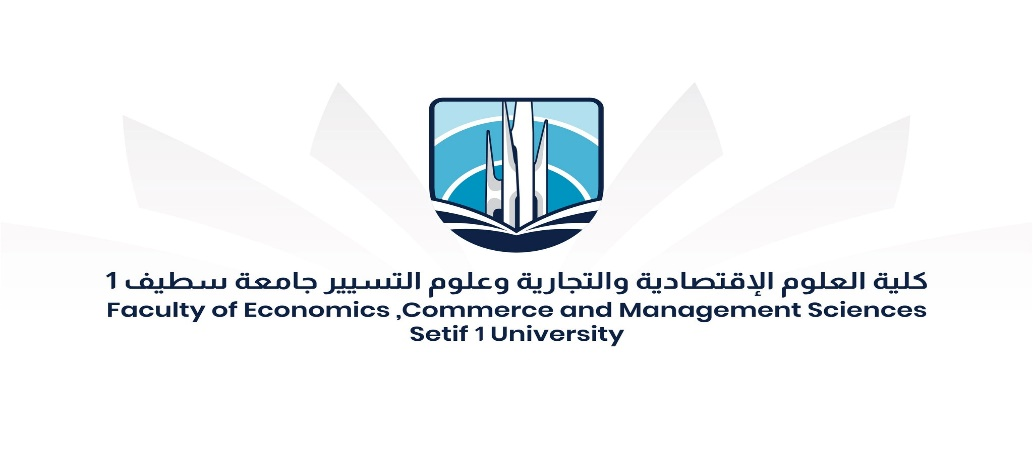 كلية العلوم الإقتصادية والتجارية وعلوم التسيير جامعة سطيف 1
Faculty of Economics ,Commerce and Management Sciences
Setif 1 University